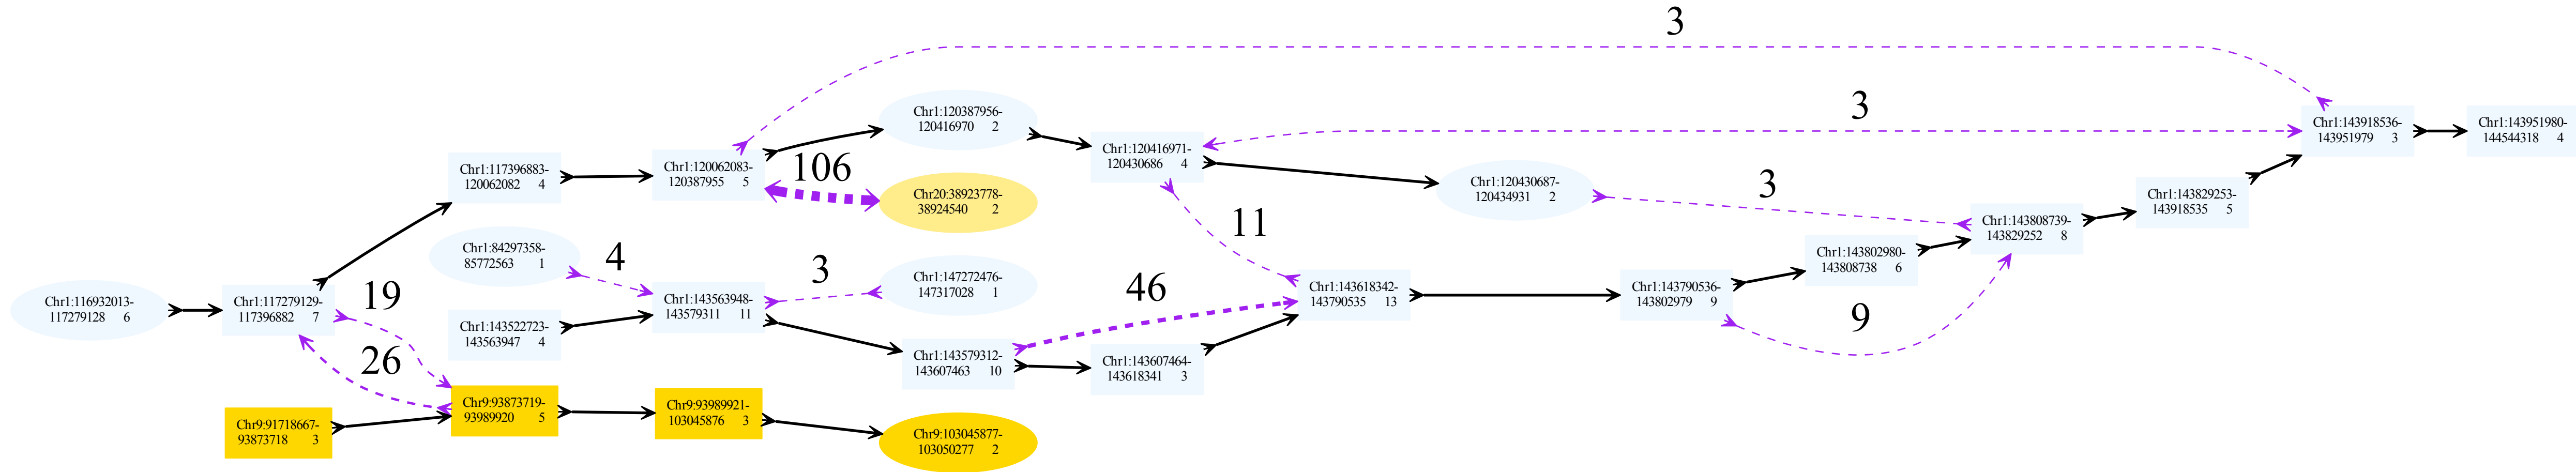 3
Chr1:120387956-
120416970 2
3
Chr1:143918536-
143951979 3
Chr1:143951980-
144544318 4
Chr1:117396883-
120062082 4
Chr1:120062083-
120387955 5
106
Chr1:120416971-
120430686 4
Chr20:38923778-
38924540 2
Chr1:120430687-
120434931 2
3
Chr1:143829253-
143918535 5
11
Chr1:143808739-
143829252 8
Chr1:84297358-
85772563 1
4
3
Chr1:147272476-
147317028 1
Chr1:143802980-
143808738 6
Chr1:116932013-
117279128 6
Chr1:117279129-
117396882 7
19
Chr1:143563948-
143579311 11
46
Chr1:143618342-
143790535 13
Chr1:143790536-
143802979 9
9
Chr1:143522723-
143563947 4
26
Chr1:143579312-
143607463 10
Chr1:143607464-
143618341 3
Chr9:91718667-
93873718 3
Chr9:93873719-
93989920 5
Chr9:93989921-
103045876 3
Chr9:103045877-
103050277 2